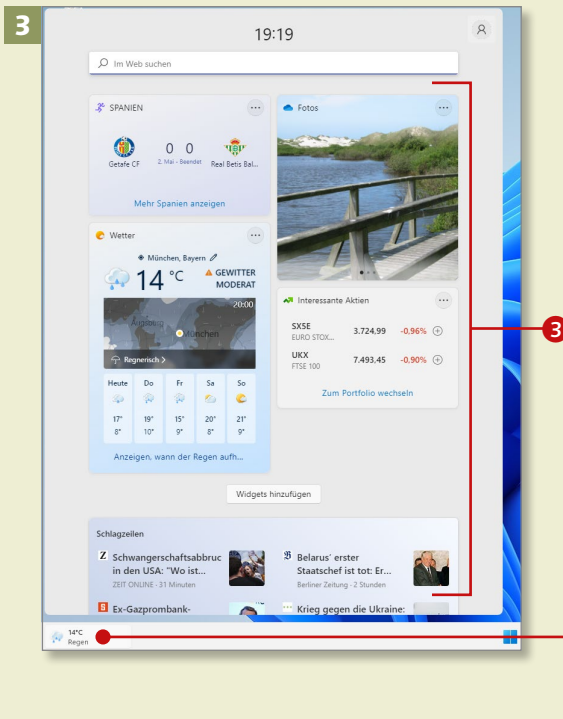 3
19:19
Im Web suchen
SPANIEN
0 0
2. Mai - Beendet
Getafe CF
Real Betis Bal...
Mehr Spanien anzeigen
Fotos
Wetter
München, Bayern
14 °C
GEWITTER
MODERAT
20:00
Augsburg
München
Regnerisch >
Heute Do Fr Sa So
17° 19° 15° 20° 21°
8° 10° 9° 8° 9°
Anzeigen, wann der Regen aufh...
Interessante Aktien
SX5E 3.724,99 -0,96%
EURO STOX...
UKX 7.493,45 -0,90%
FTSE 100
Zum Portfolio wechseln
3
Widgets hinzufügen
Schlagzeilen
Schwangerschaftsabbruc
in den USA: "Wo ist...
ZEIT ONLINE - 31 Minuten
Belarus' erster
Staatschef ist tot: Er...
Berliner Zeitung - 2 Stunden
Ex-Gazprombank-
Krieg gegen die Ukraine:
14°C
Regen